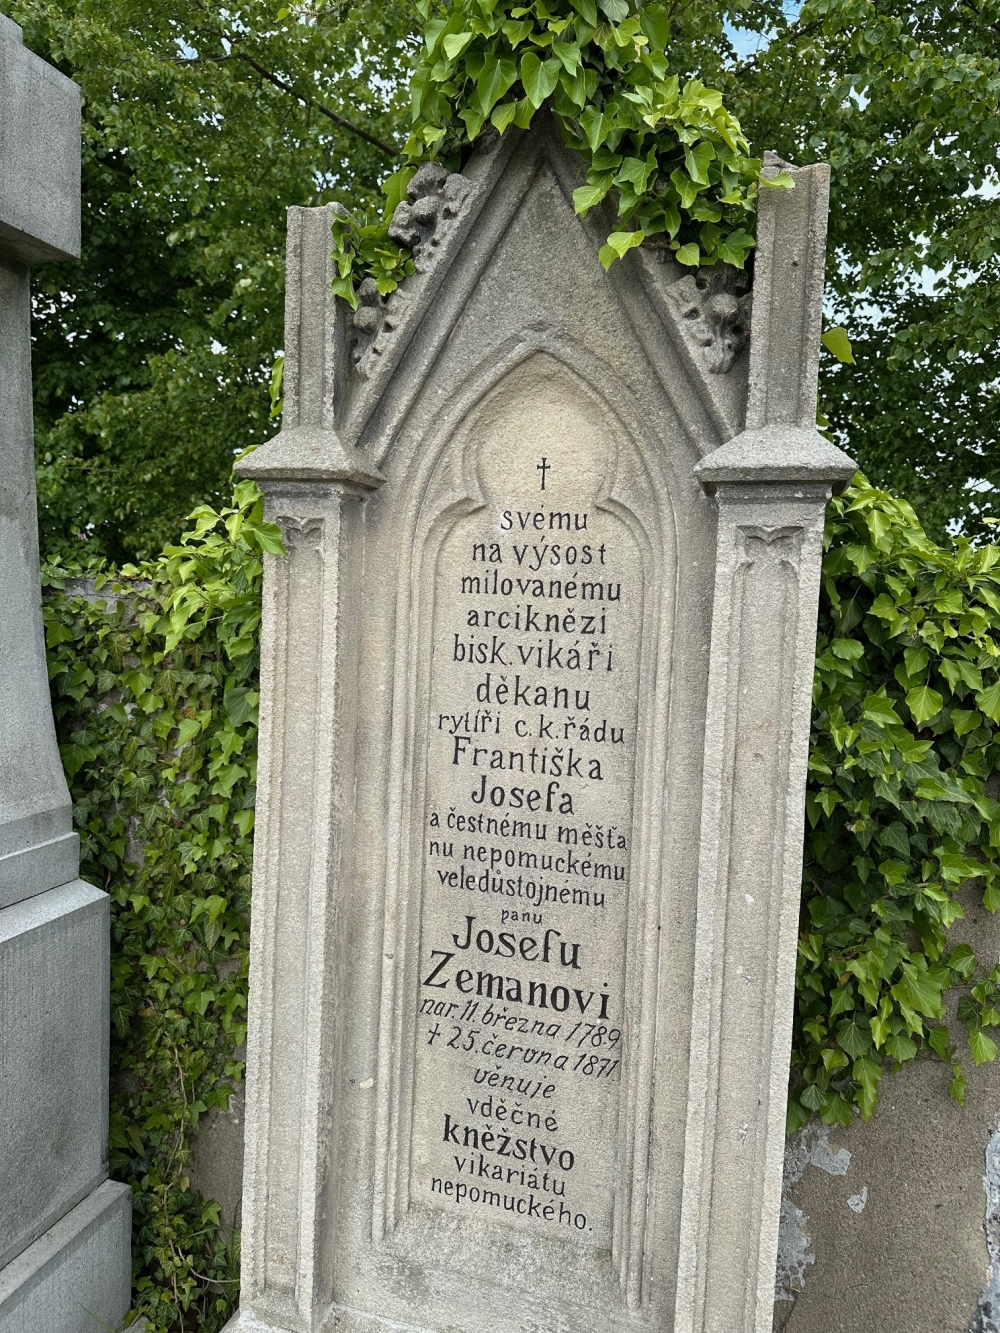 †
svému
na výsost
milovanému
arciknězi
bisk. vikáři
děkanu
rytíři c. k. řádu
Františka
Josefa
a čestnému měšťa
nu nepomuckému
veledůstojnému
panu
Josefu
Zemanovi
nar. 11. března 1789.
† 25. června 1871.
věnuje
vděčné
kněžstvo
vikariátu
nepomuckého.